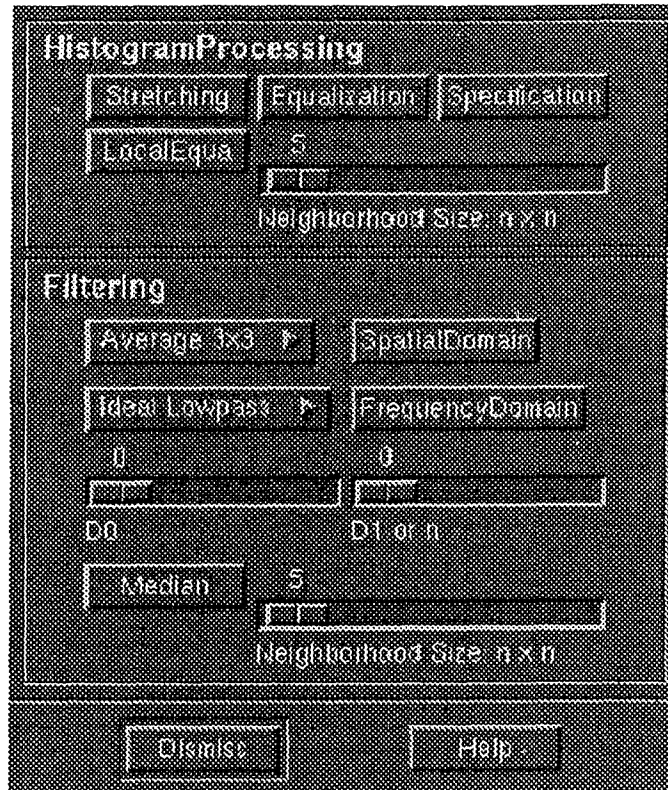 HistogramProcessing
Stretching Equalization Specification
LocalEqua 5
Neighborhood Size: n x n
Filtering
Average 3x3 SpatialDomain
Ideal Lowpass FrequencyDomain
0 0
D0 D1 or n
Median 5
Neighborhood Size: n x n
Dismiss Help